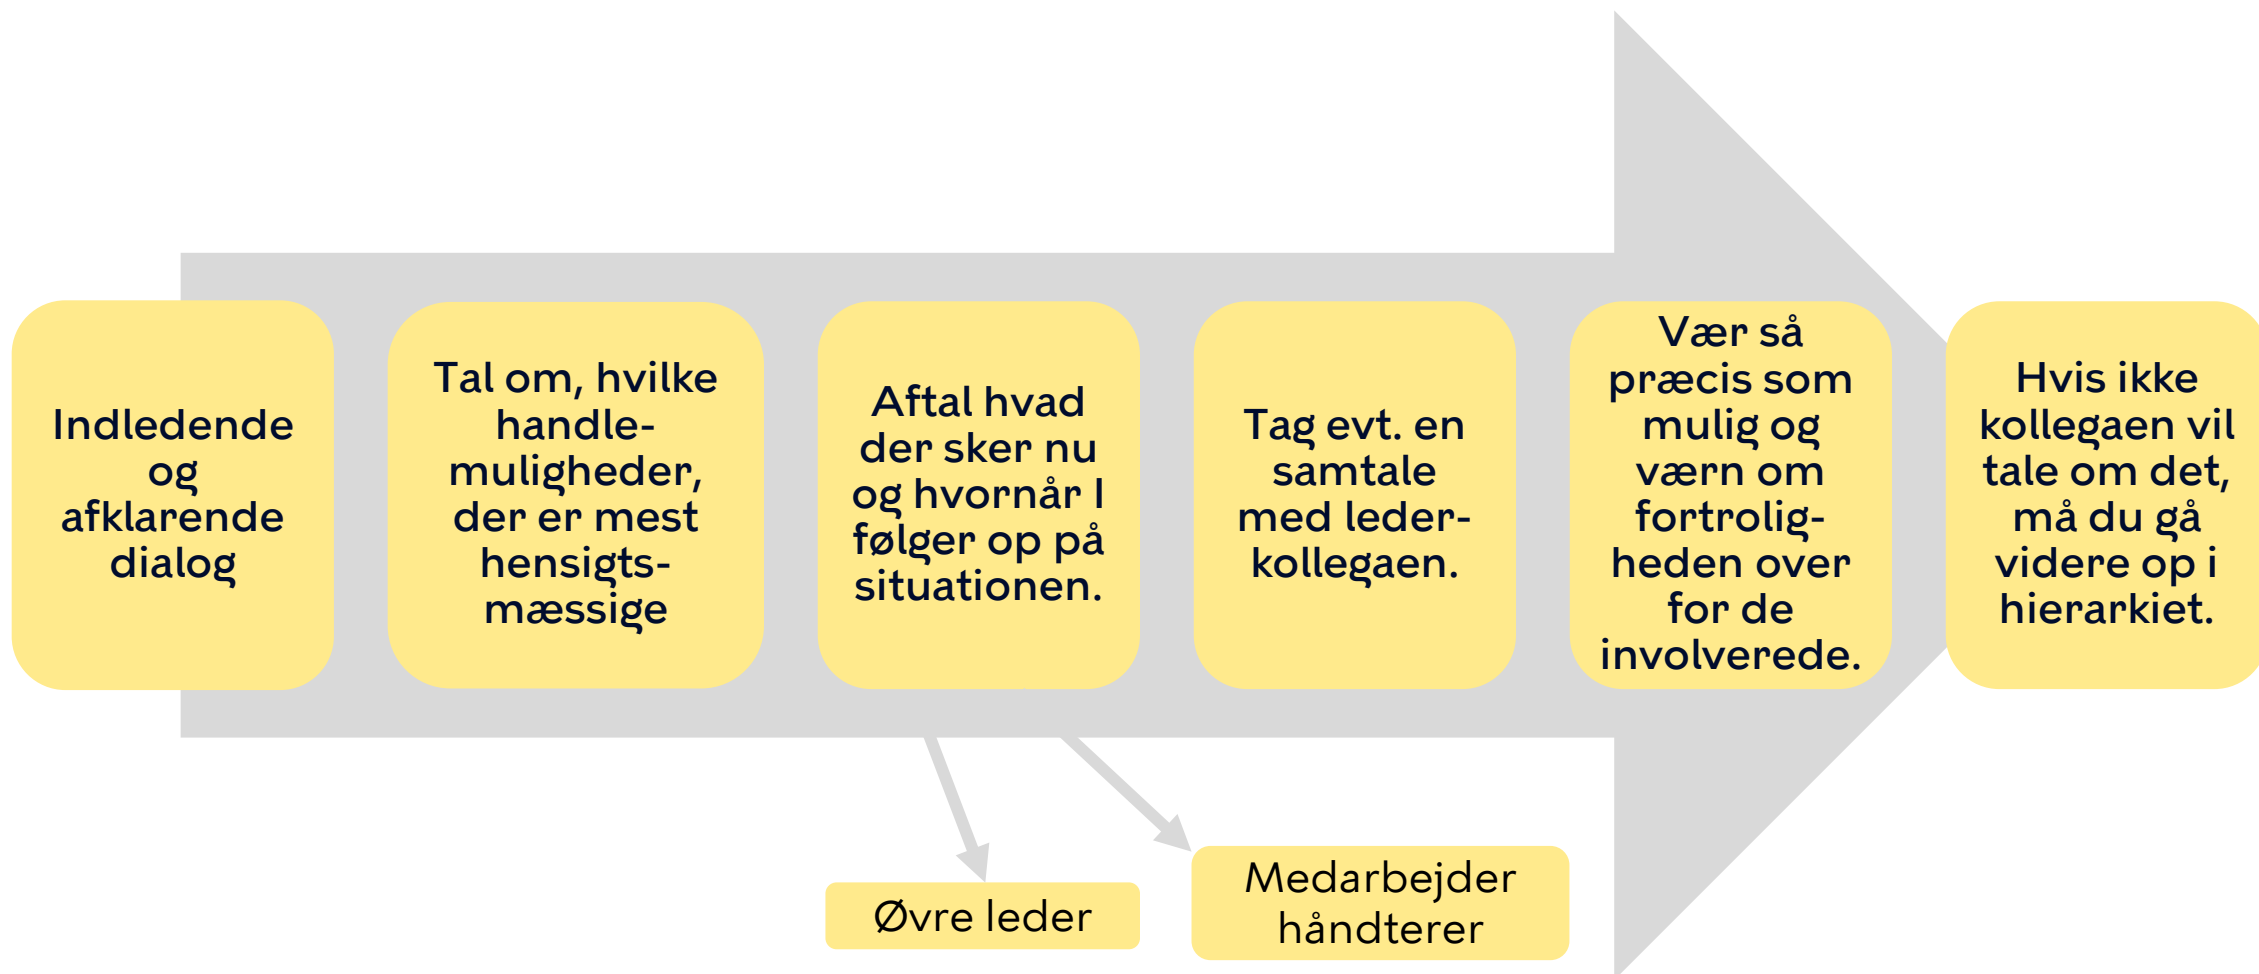 Indledende
og
afklarende
dialog
Tal om, hvilke
handle-
muligheder,
der er mest
hensigts-
mæssige
Aftal hvad
der sker nu
og hvornår I
følger op på
situationen.
Tag evt. en
samtale
med leder-
kollegaen.
Vær så
præcis som
mulig og
værn om
fortrolig-
heden over
for de
involverede.
Hvis ikke
kollegaen vil
tale om det,
må du gå
videre op i
hierarkiet.
Øvre leder
Medarbejder
håndterer